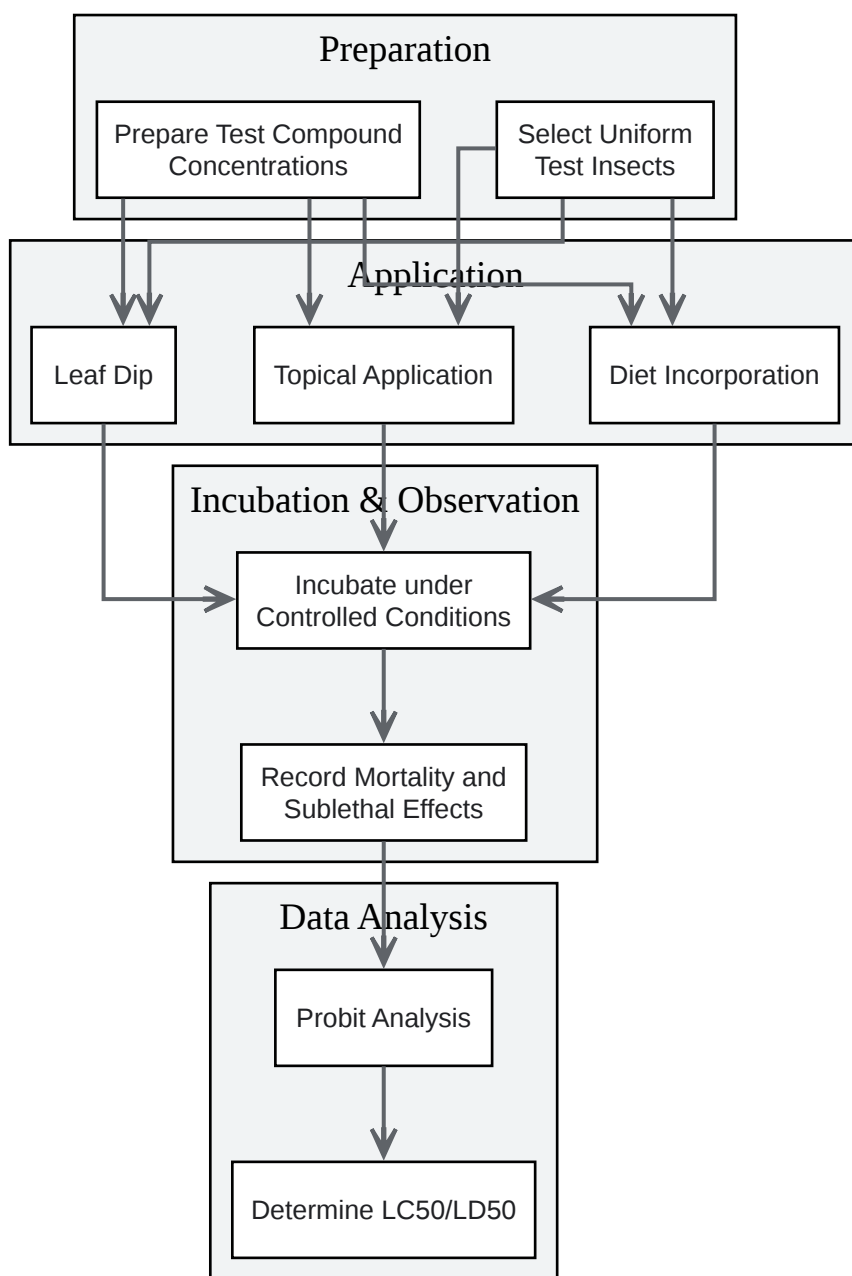 Preparation
Prepare Test Compound
Concentrations
Select Uniform
Test Insects
Application
Leaf Dip
Topical Application
Diet Incorporation
Incubation & Observation
Incubate under
Controlled Conditions
Record Mortality and
Sublethal Effects
Data Analysis
Probit Analysis
Determine LC50/LD50